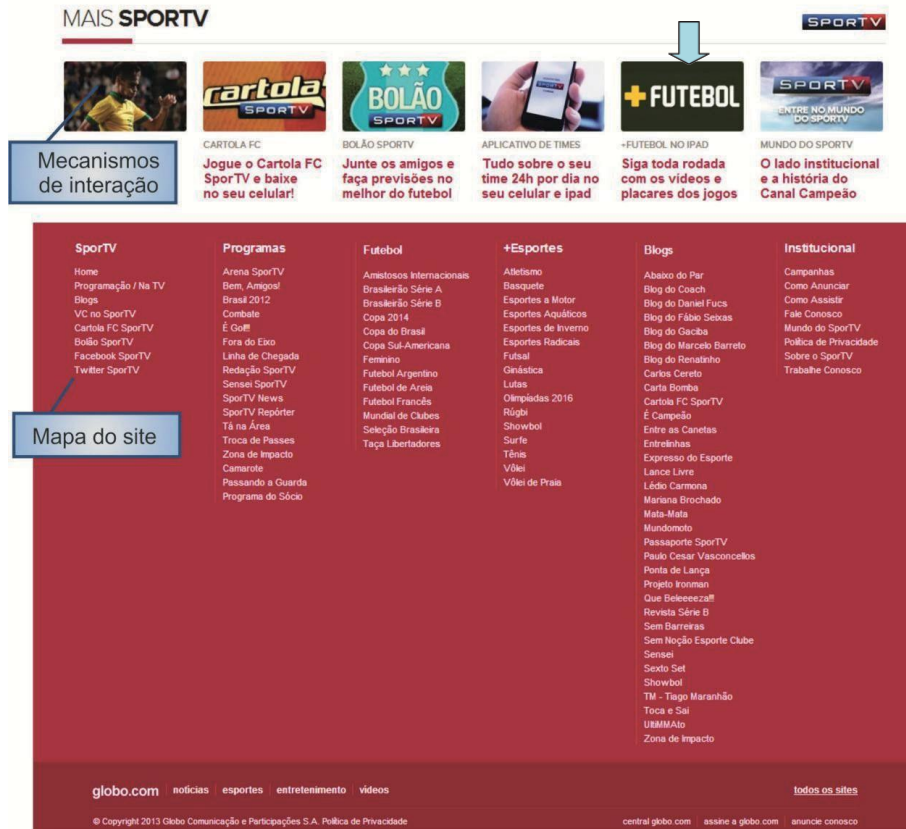 MAIS SPORTV
SPORTV
cartola
SPORTV
BOLÃO
SPORTV
+ FUTEBOL
SPORTV
ENTRE NO MUNDO
DO SPORTV
Mecanismos
de interação
CARTOLA FC
Jogue o Cartola FC
SporTV e baixe
no seu celular!
BOLÃO SPORTV
Junte os amigos e
faça previsões no
melhor do futebol
APLICATIVO DE TIMES
Tudo sobre o seu
time 24h por dia no
seu celular e ipad
+FUTEBOL NO IPAD
Siga toda rodada
com os vídeos e
placares dos jogos
MUNDO DO SPORTV
O lado institucional
e a história do
Canal Campeão
SporTV
Home
Programação / Na TV
Blogs
VC no SporTV
Cartola FC SporTV
Bolão SporTV
Facebook SporTV
Twitter SporTV
Mapa do site
Programas
Arena SporTV
Bem, Amigos!
Brasil 2012
Combate
É Gol!!!
Fora do Eixo
Linha de Chegada
Redação SporTV
Sensei SporTV
SporTV News
SporTV Repórter
Tá na Área
Troca de Passes
Zona de Impacto
Camarote
Passando a Guarda
Programa do Sócio
Futebol
Amistosos Internacionais
Brasileirão Série A
Brasileirão Série B
Copa 2014
Copa do Brasil
Copa Sul-Americana
Feminino
Futebol Argentino
Futebol de Areia
Futebol Francês
Mundial de Clubes
Seleção Brasileira
Taça Libertadores
+Esportes
Atletismo
Basquete
Esportes a Motor
Esportes Aquáticos
Esportes de Inverno
Esportes Radicais
Futsal
Ginástica
Lutas
Olimpíadas 2016
Rúgbi
Showbol
Surfe
Tênis
Vôlei
Vôlei de Praia
Blogs
Abaixo do Par
Blog do Coach
Blog do Daniel Fucs
Blog do Fábio Seixas
Blog do Gaciba
Blog do Marcelo Barreto
Blog do Renatinho
Carlos Cereto
Carta Bomba
Cartola FC SporTV
É Campeão
Entre as Canetas
Entrelinhas
Expresso do Esporte
Lance Livre
Lédio Carmona
Mariana Brochado
Mata-Mata
Mundomoto
Passaporte SporTV
Paulo Cesar Vasconcellos
Ponta de Lança
Projeto Ironman
Que Beleeeeza!!!
Revista Série B
Sem Barreiras
Sem Noção Esporte Clube
Sensei
Sexto Set
Showbol
TM - Tiago Maranhão
Toca e Sai
UltiMMAto
Zona de Impacto
Institucional
Campanhas
Como Anunciar
Como Assistir
Fale Conosco
Mundo do SporTV
Política de Privacidade
Sobre o SporTV
Trabalhe Conosco
globo.com notícias esportes entretenimento vídeos todos os sites
© Copyright 2013 Globo Comunicação e Participações S.A. Política de Privacidade central globo.com assine a globo.com anuncie conosco